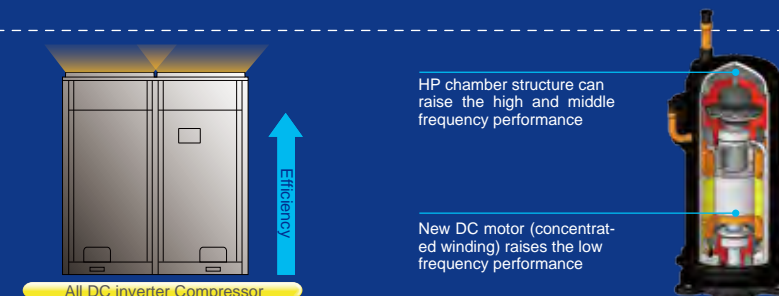 HP chamber structure can
raise the high and middle
frequency performance
Efficiency
New DC motor (concentrat-
ed winding) raises the low
frequency performance
All DC inverter Compressor